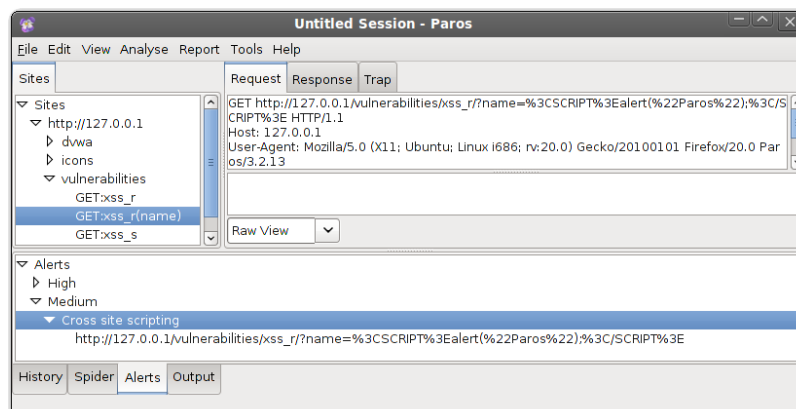 Untitled Session - Paros
File Edit View Analyse Report Tools Help
Sites
Request Response Trap
Sites
http://127.0.0.1
dvwa
icons
vulnerabilities
GET:xss_r
GET:xss_r(name)
GET:xss_s
GET http://127.0.0.1/vulnerabilities/xss_r/?name=%3CSCRIPT%3Ealert(%22Paros%22);%3C/S
CRIPT%3E HTTP/1.1
Host: 127.0.0.1
User-Agent: Mozilla/5.0 (X11; Ubuntu; Linux i686; rv:20.0) Gecko/20100101 Firefox/20.0 Par
os/3.2.13
Raw View
Alerts
High
Medium
Cross site scripting
http://127.0.0.1/vulnerabilities/xss_r/?name=%3CSCRIPT%3Ealert(%22Paros%22);%3C/SCRIPT%3E
History Spider Alerts Output